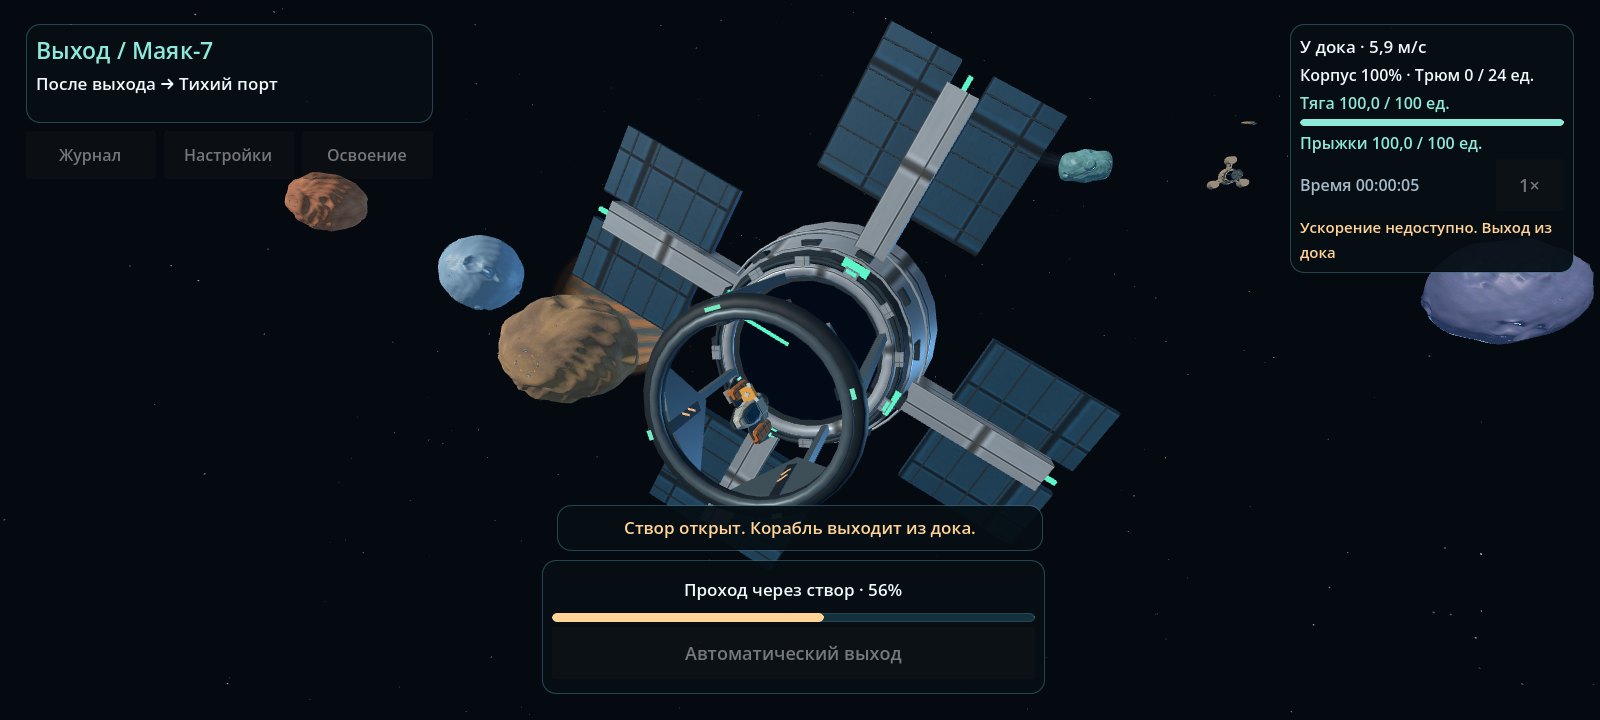 Выход / Маяк-7
После выхода → Тихий порт
Журнал
Настройки
Освоение
У дока · 5,9 м/с
Корпус 100% · Трюм 0 / 24 ед.
Тяга 100,0 / 100 ед.
Прыжки 100,0 / 100 ед.
Время 00:00:05
1×
Ускорение недоступно. Выход из
дока
Створ открыт. Корабль выходит из дока.
Проход через створ · 56%
Автоматический выход